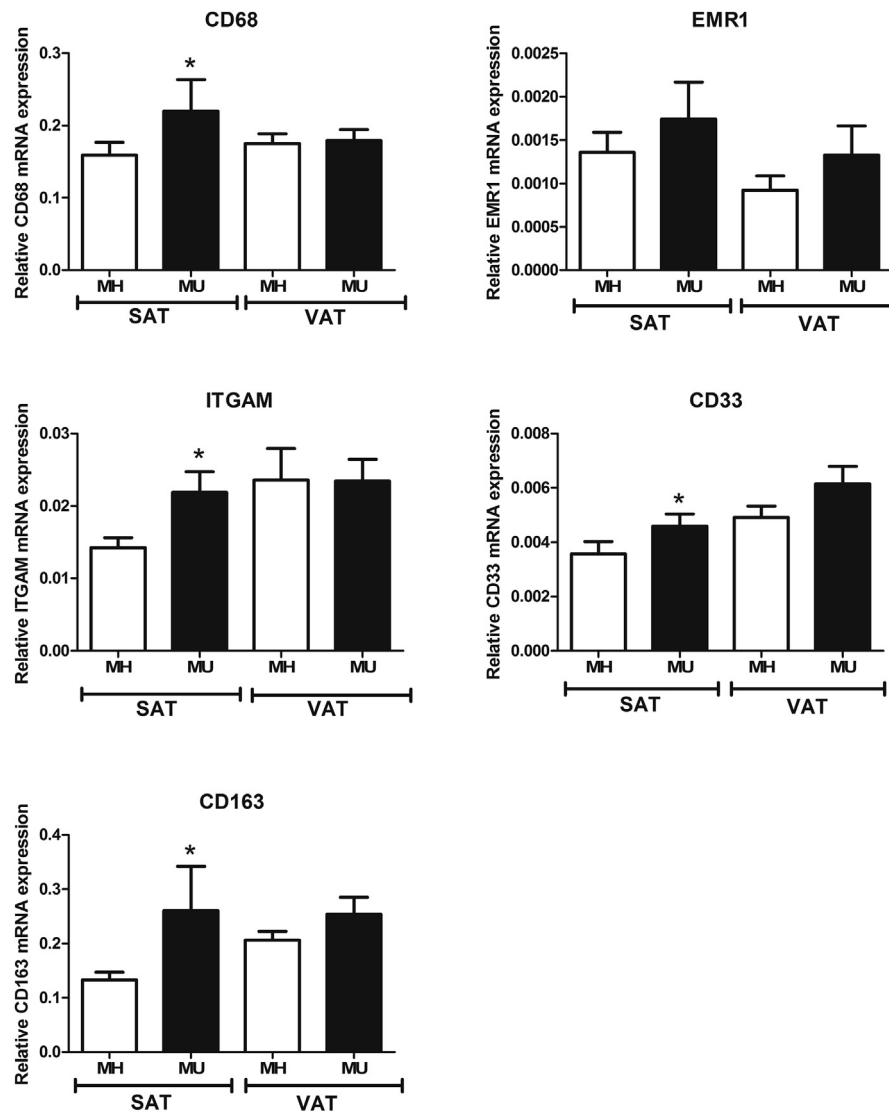 CD68
Relative CD68 mRNA expression
0.3
0.2
0.1
0.0
*
MH MU MH MU
SAT VAT
EMR1
Relative EMR1 mRNA expression
0.0025
0.0020
0.0015
0.0010
0.0005
0.0000
MH MU MH MU
SAT VAT
ITGAM
Relative ITGAM mRNA expression
0.03
0.02
0.01
0.00
*
MH MU MH MU
SAT VAT
CD33
Relative CD33 mRNA expression
0.008
0.006
0.004
0.002
0.000
*
MH MU MH MU
SAT VAT
CD163
Relative CD163 mRNA expression
0.4
0.3
0.2
0.1
0.0
*
MH MU MH MU
SAT VAT